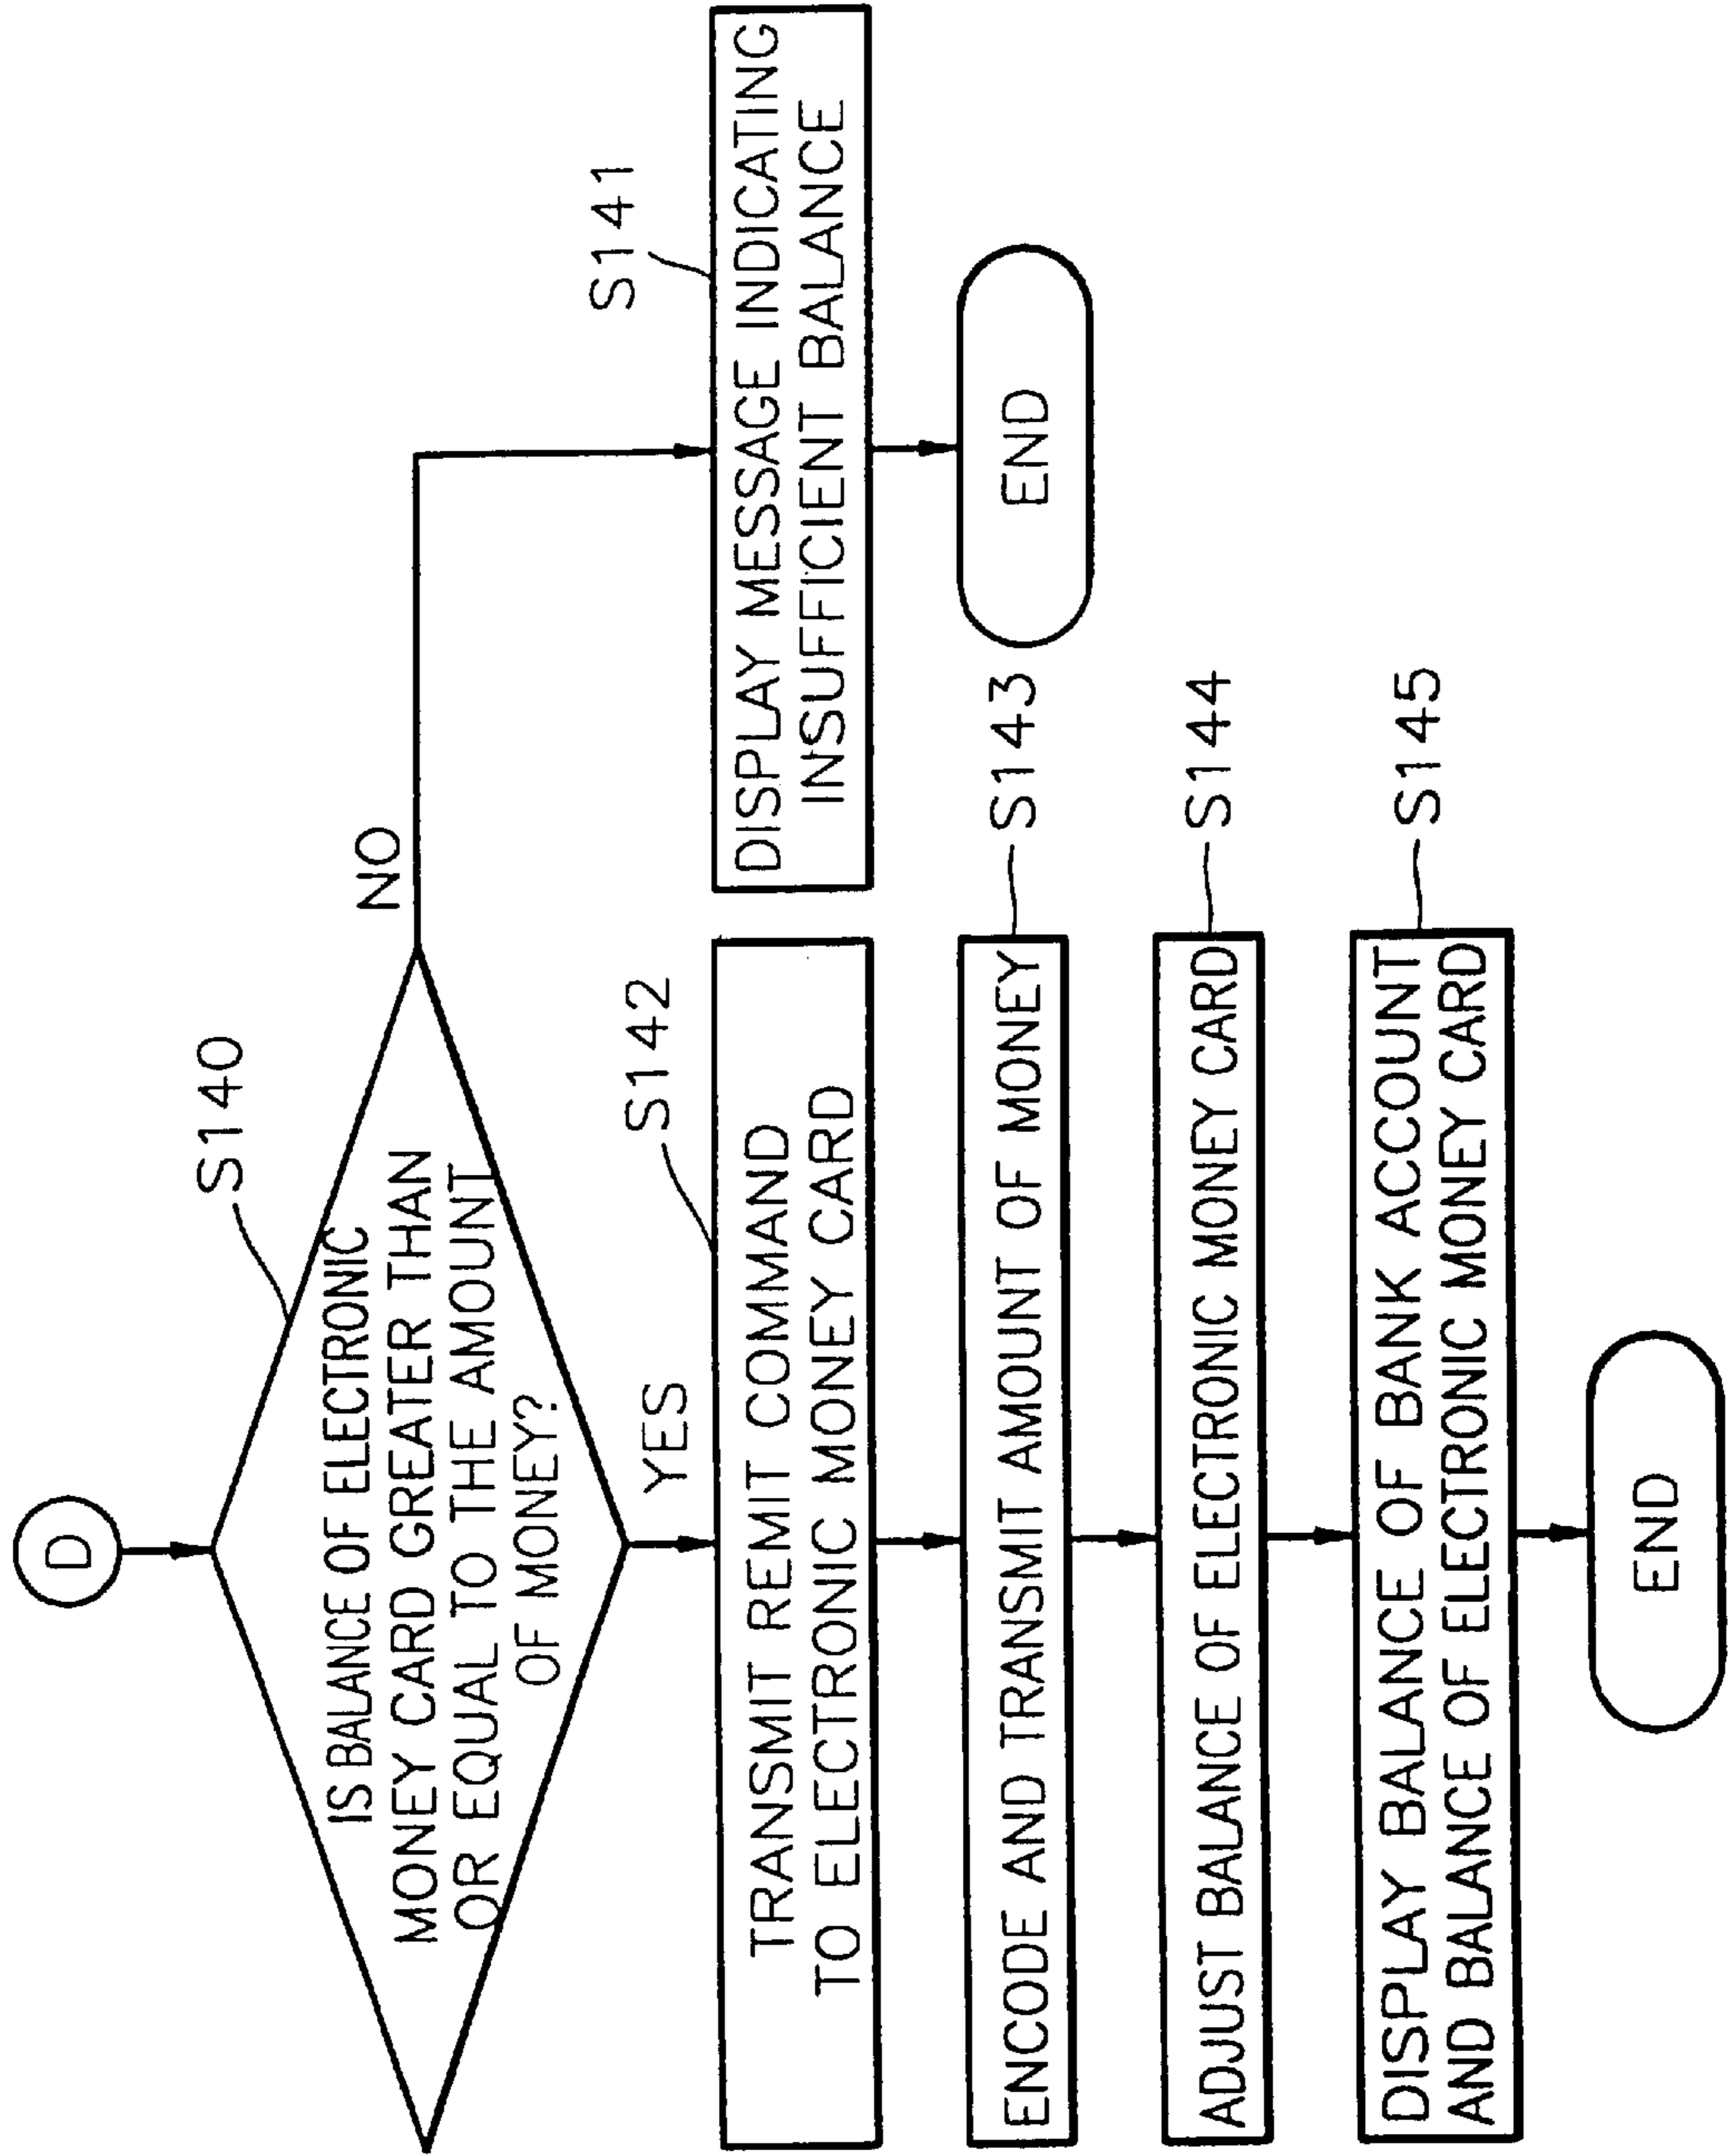 D
S140
IS BALANCE OF ELECTRONIC
MONEY CARD GREATER THAN
OR EQUAL TO THE AMOUNT
OF MONEY?
NO
YES
S141
DISPLAY MESSAGE INDICATING
INSUFFICIENT BALANCE
END
S142
TRANSMIT REMIT COMMAND
TO ELECTRONIC MONEY CARD
S143
ENCODE AND TRANSMIT AMOUNT OF MONEY
S144
ADJUST BALANCE OF ELECTRONIC MONEY CARD
S145
DISPLAY BALANCE OF BANK ACCOUNT
AND BALANCE OF ELECTRONIC MONEY CARD
END